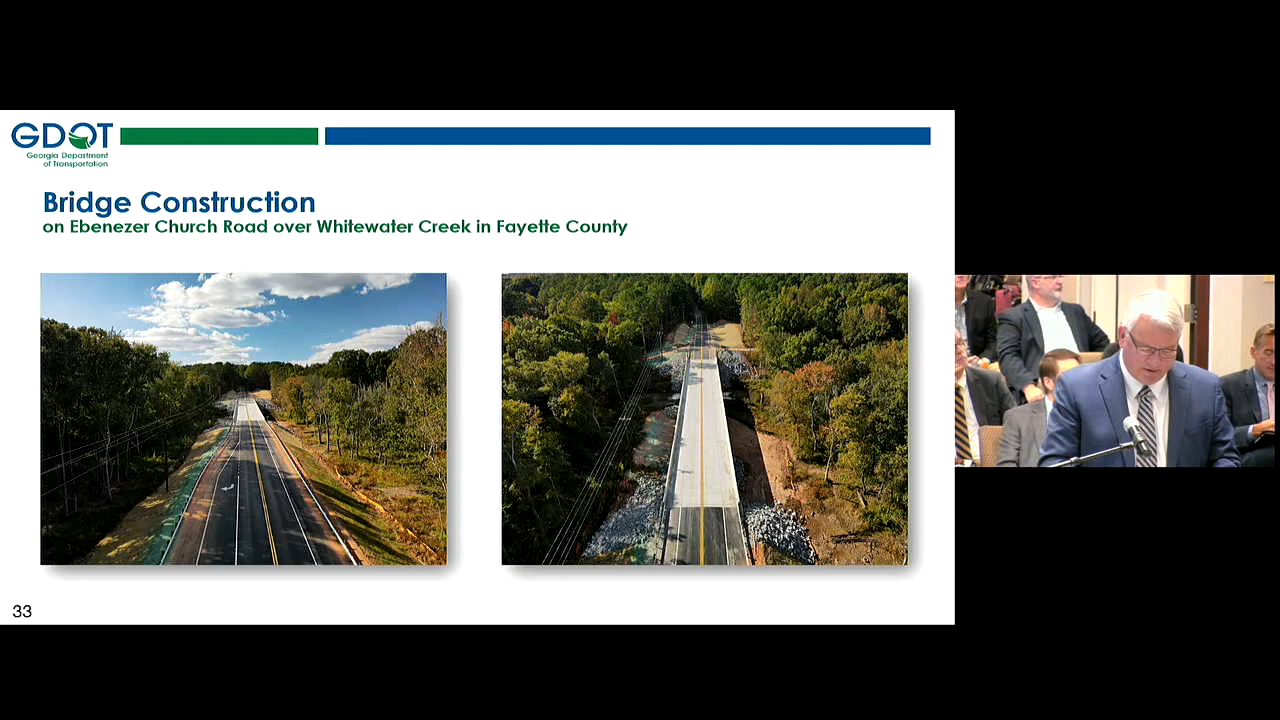 GDOT
Georgia Department
of Transportation
Bridge Construction
on Ebenezer Church Road over Whitewater Creek in Fayette County
33